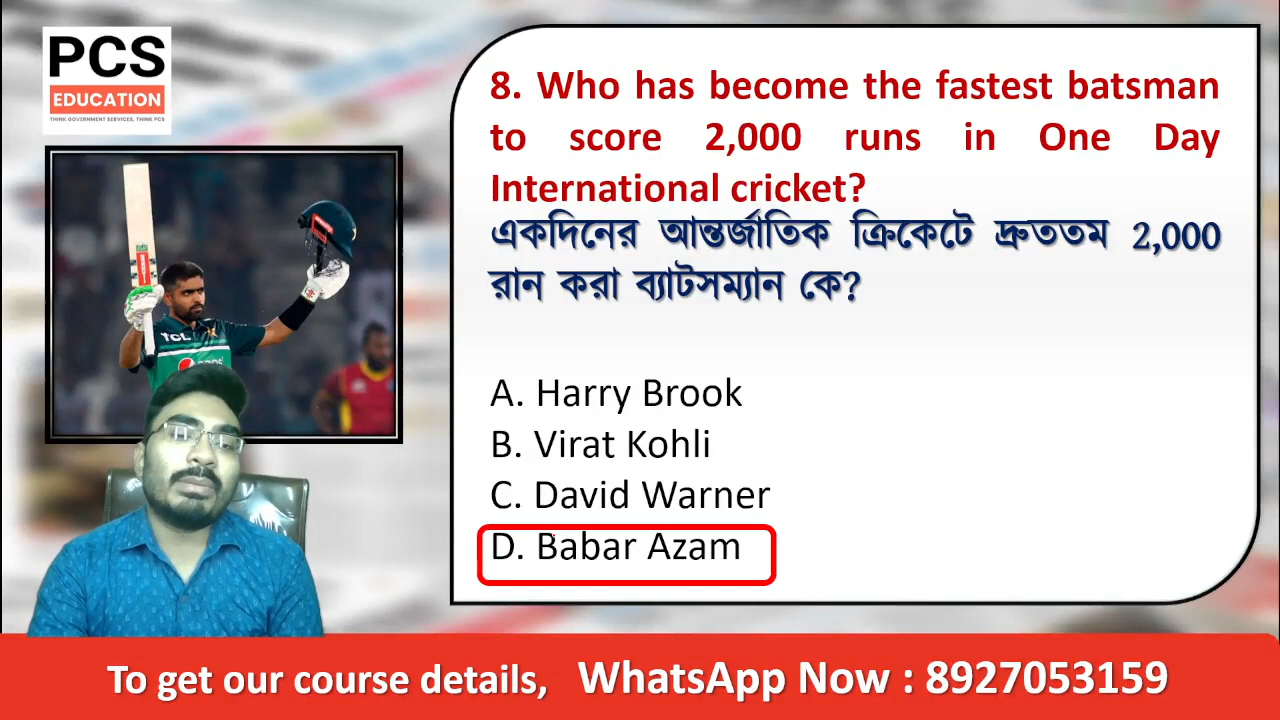 PCS
EDUCATION
THINK GOVERNMENT SERVICES, THINK PCS
8. Who has become the fastest batsman
to score 2,000 runs in One Day
International cricket?
একদিনের আন্তর্জাতিক ক্রিকেটে দ্রুততম 2,000
রান করা ব্যাটসম্যান কে?
TCL
A. Harry Brook
B. Virat Kohli
C. David Warner
D. Babar Azam
To get our course details, WhatsApp Now : 8927053159